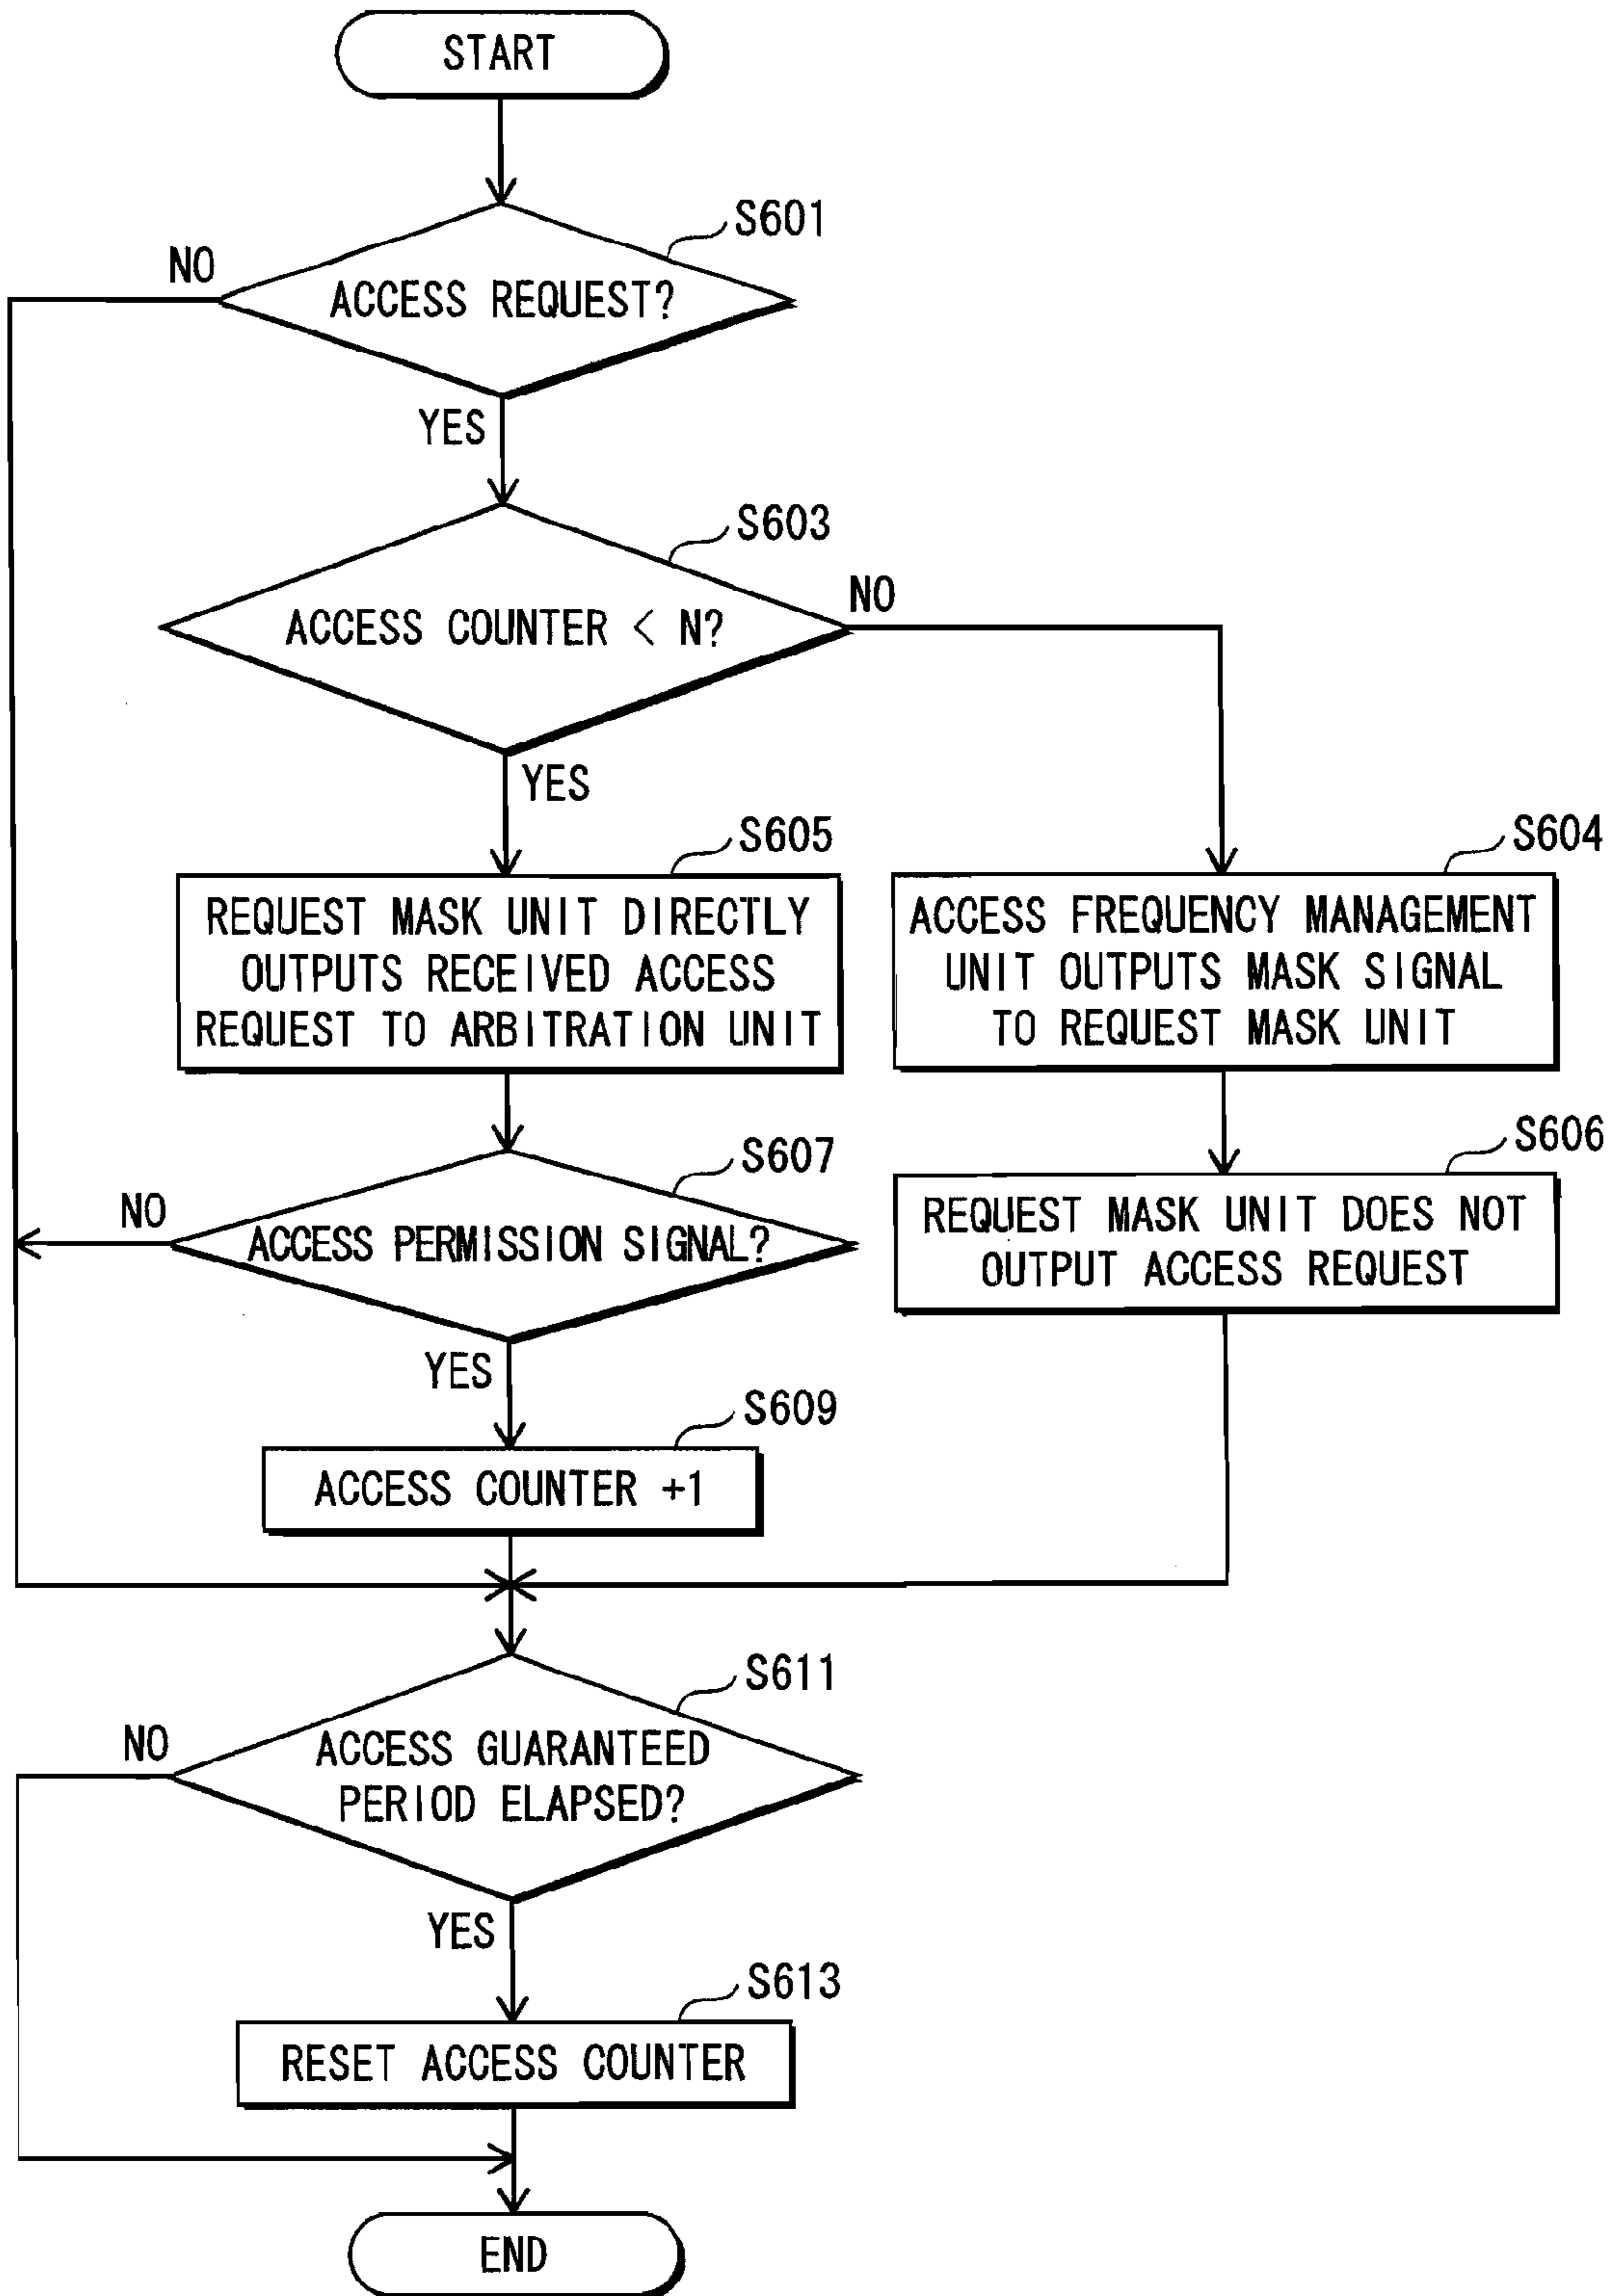 START
S601
NO
ACCESS REQUEST?
YES
S603
NO
ACCESS COUNTER < N?
YES
S605
S604
REQUEST MASK UNIT DIRECTLY
OUTPUTS RECEIVED ACCESS
REQUEST TO ARBITRATION UNIT
ACCESS FREQUENCY MANAGEMENT
UNIT OUTPUTS MASK SIGNAL
TO REQUEST MASK UNIT
S607
S606
NO
ACCESS PERMISSION SIGNAL?
REQUEST MASK UNIT DOES NOT
OUTPUT ACCESS REQUEST
YES
S609
ACCESS COUNTER +1
S611
NO
ACCESS GUARANTEED
PERIOD ELAPSED?
YES
S613
RESET ACCESS COUNTER
END